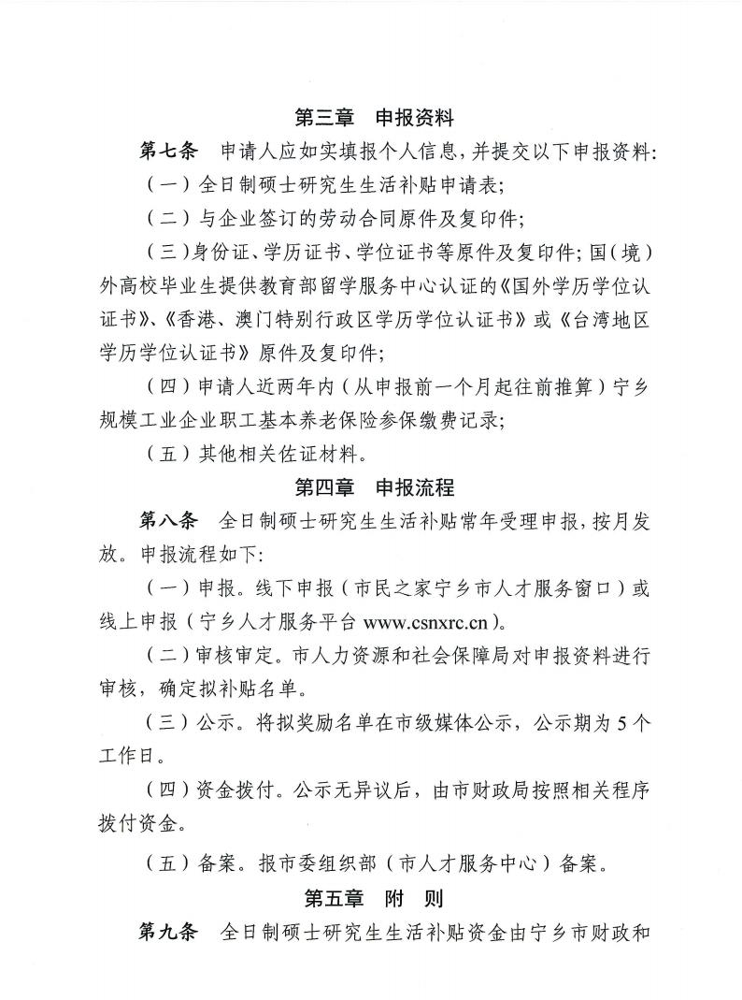 第三章　申报资料
第七条　申请人应如实填报个人信息,并提交以下申报资料:
(一)全日制硕士研究生生活补贴申请表;
(二)与企业签订的劳动合同原件及复印件;
(三)身份证、学历证书、学位证书等原件及复印件;国(境)
外高校毕业生提供教育部留学服务中心认证的《国外学历学位认
证书》、《香港、澳门特别行政区学历学位认证书》或《台湾地区
学历学位认证书》原件及复印件;
(四)申请人近两年内(从申报前一个月起往前推算)宁乡
规模工业企业职工基本养老保险参保缴费记录;
(五)其他相关佐证材料。
第四章　申报流程
第八条　全日制硕士研究生生活补贴常年受理申报,按月发
放。申报流程如下:
(一)申报。线下申报(市民之家宁乡市人才服务窗口)或
线上申报(宁乡人才服务平台 www.csnxrc.cn)。
(二)审核审定。市人力资源和社会保障局对申报资料进行
审核,确定拟补贴名单。
(三)公示。将拟奖励名单在市级媒体公示,公示期为 5 个
工作日。
(四)资金拨付。公示无异议后,由市财政局按照相关程序
拨付资金。
(五)备案。报市委组织部(市人才服务中心)备案。
第五章　附　则
第九条　全日制硕士研究生生活补贴资金由宁乡市财政和